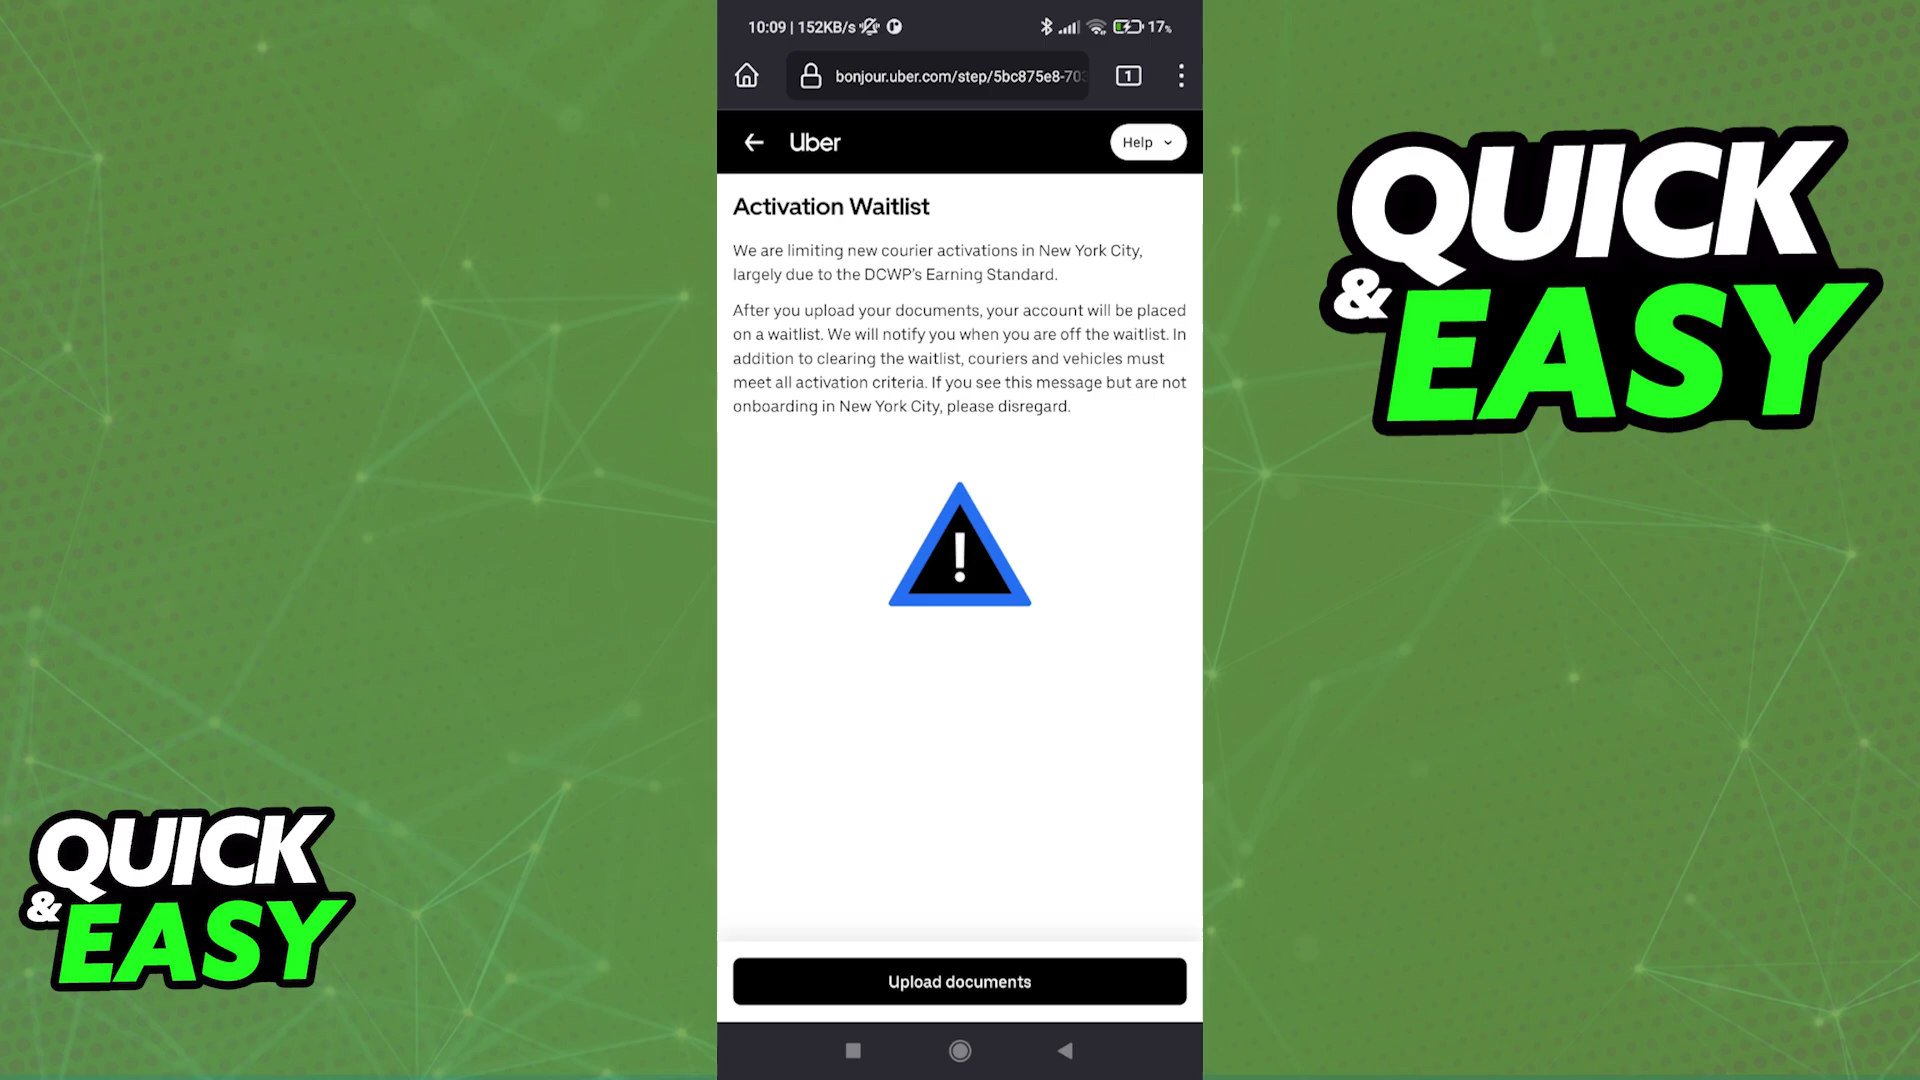 10:09 | 152KB/s
17%
bonjour.uber.com/step/5bc875e8-703
1
Uber
Help
Activation Waitlist
We are limiting new courier activations in New York City,
largely due to the DCWP's Earning Standard.
After you upload your documents, your account will be placed
on a waitlist. We will notify you when you are off the waitlist. In
addition to clearing the waitlist, couriers and vehicles must
meet all activation criteria. If you see this message but are not
onboarding in New York City, please disregard.
!
Upload documents
QUICK
& EASY
QUICK
& EASY